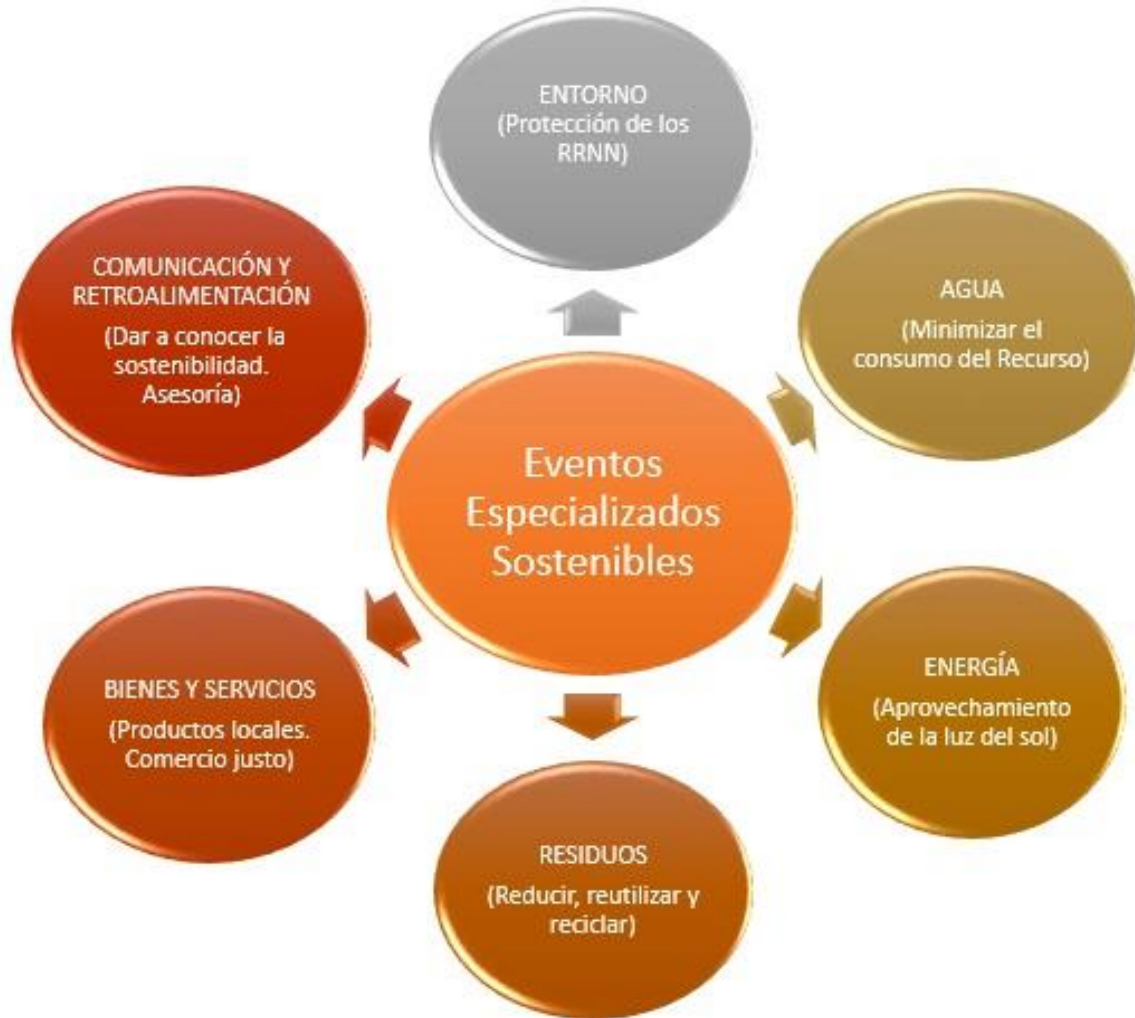 ENTORNO
(Protección de los
RRNN)
AGUA
(Minimizar el
consumo del Recurso)
ENERGÍA
(Aprovechamiento
de la luz del sol)
RESIDUOS
(Reducir, reutilizar y
reciclar)
BIENES Y SERVICIOS
(Productos locales.
Comercio justo)
COMUNICACIÓN Y
RETROALIMENTACIÓN
(Dar a conocer la
sostenibilidad.
Asesoría)
Eventos
Especializados
Sostenibles